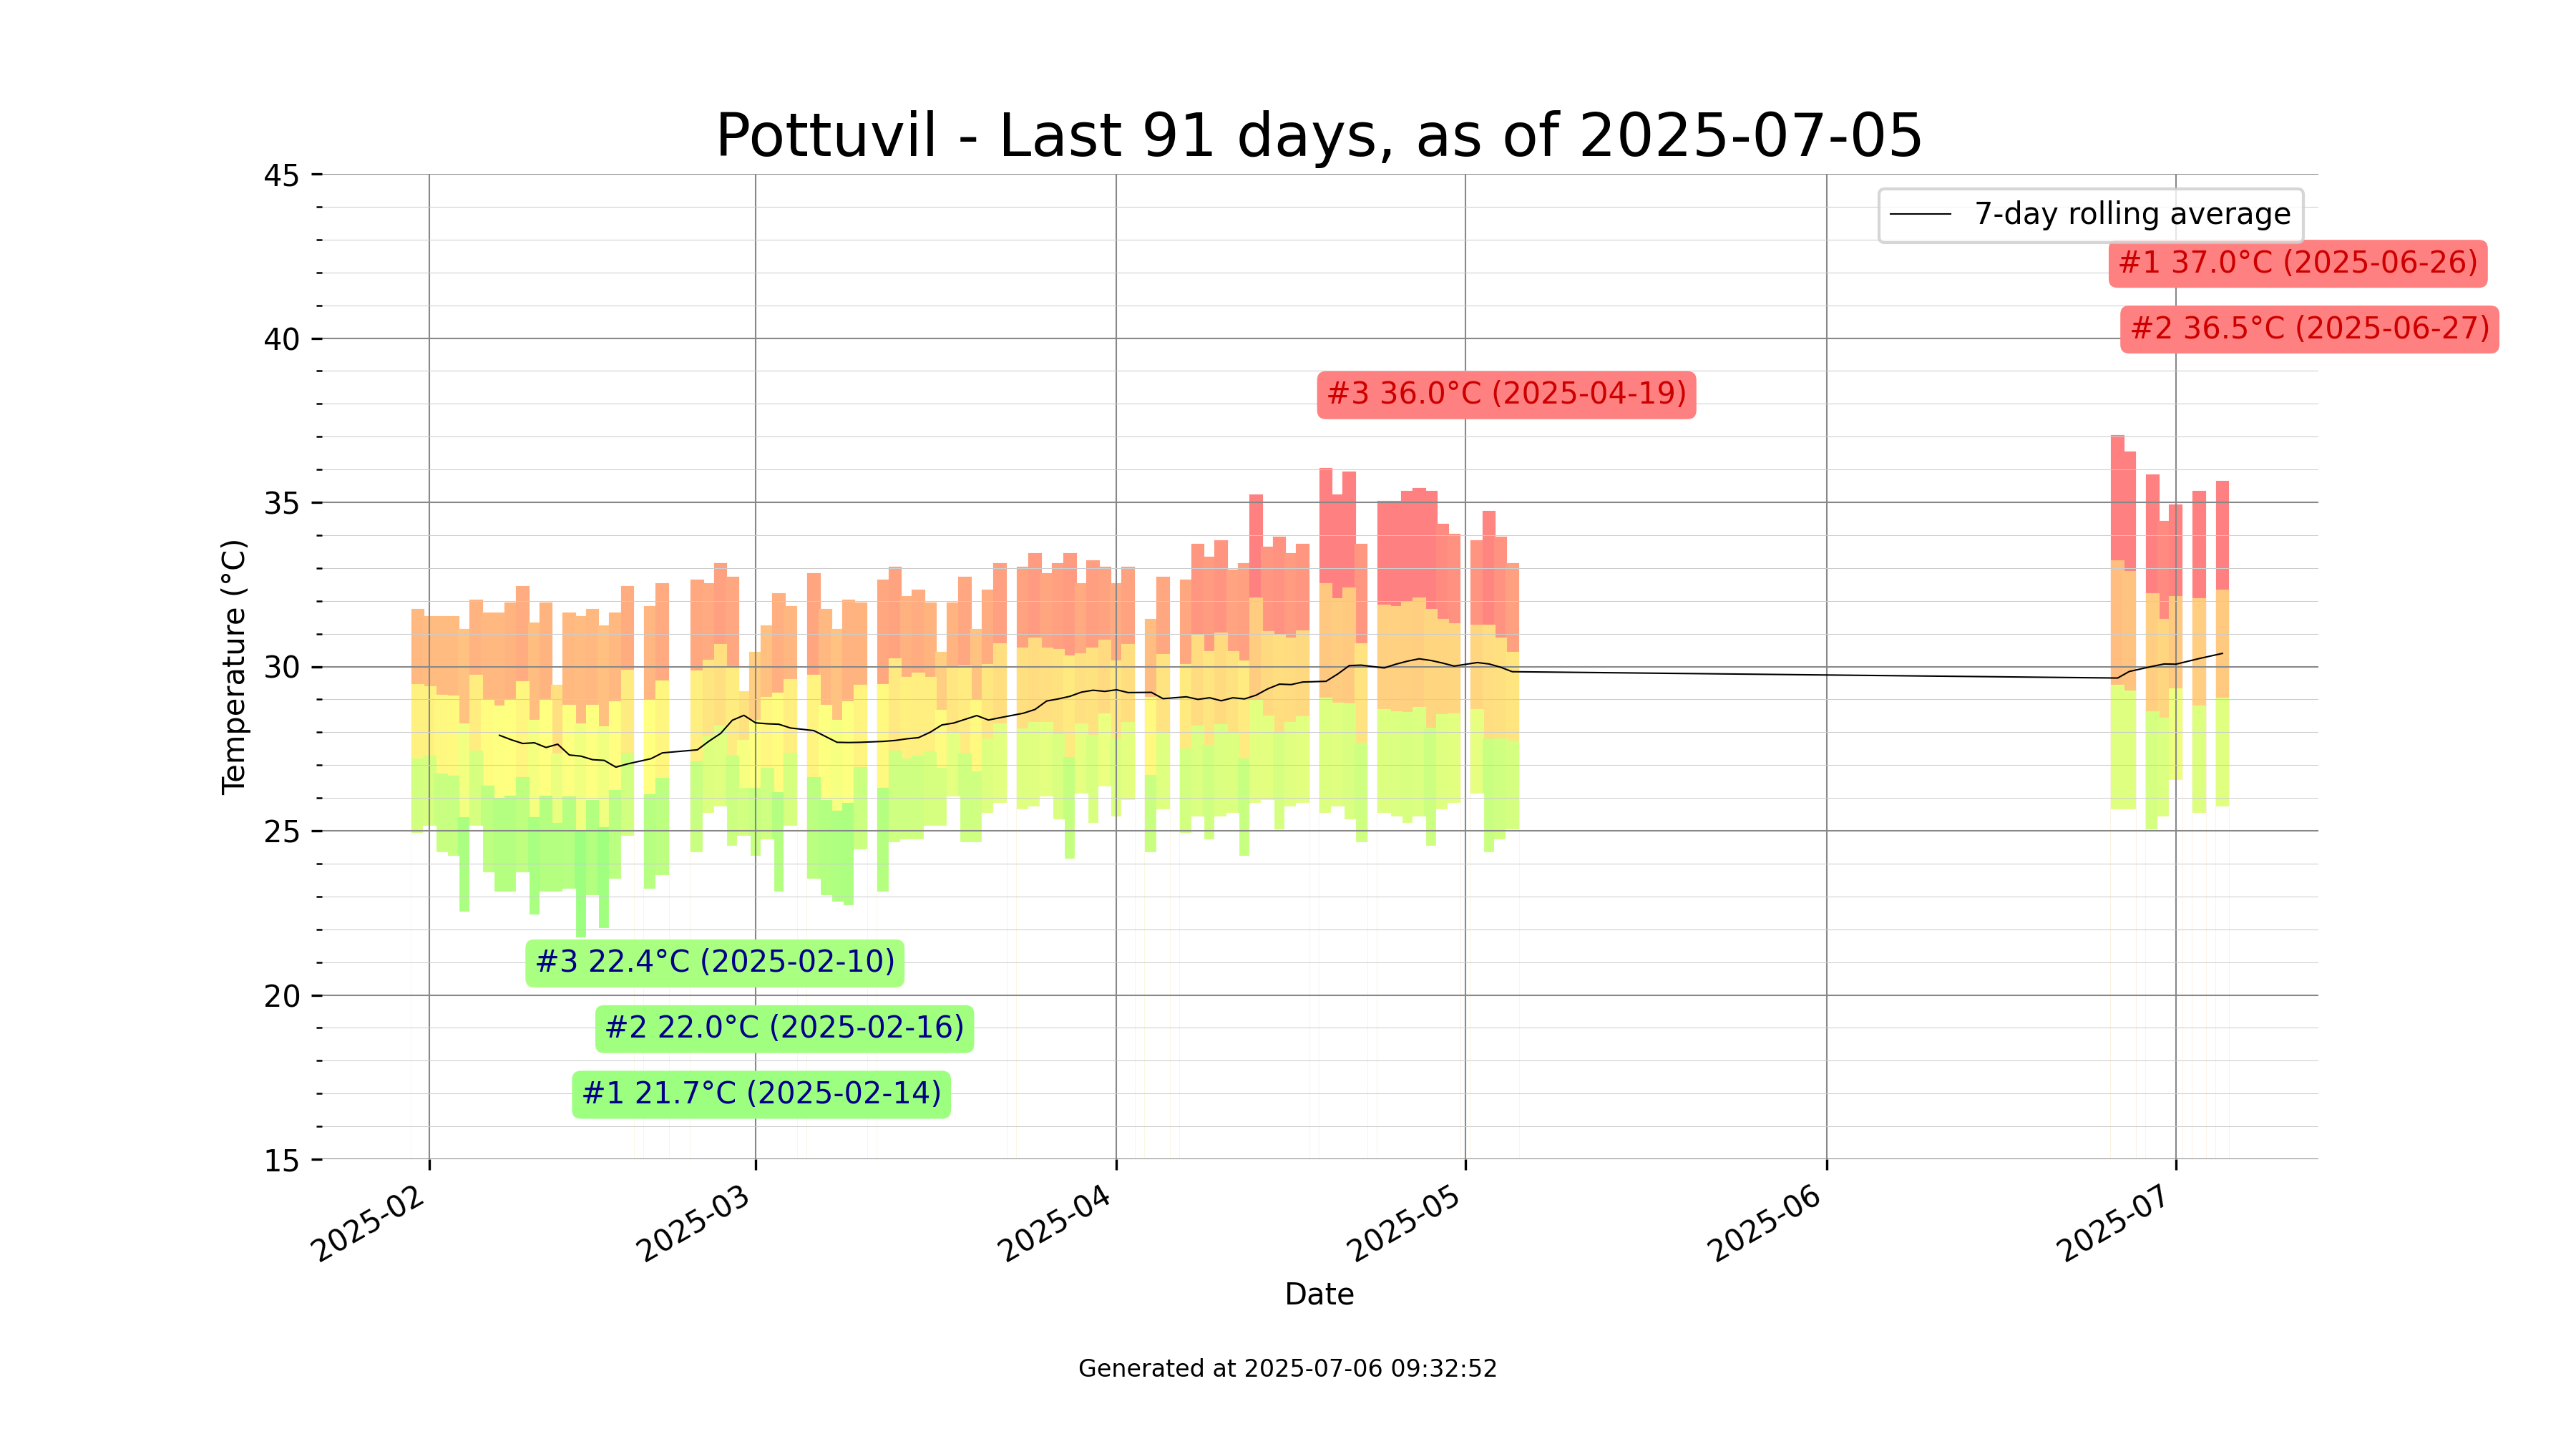 Pottuvil - Last 91 days, as of 2025-07-05
45
7-day rolling average
#1 37.0°C (2025-06-26)
#2 36.5°C (2025-06-27)
40
#3 36.0°C (2025-04-19)
35
Temperature (°C)
30
25
#3 22.4°C (2025-02-10)
20
#2 22.0°C (2025-02-16)
#1 21.7°C (2025-02-14)
15
2025-02
2025-03
2025-04
2025-05
2025-06
2025-07
Date
Generated at 2025-07-06 09:32:52